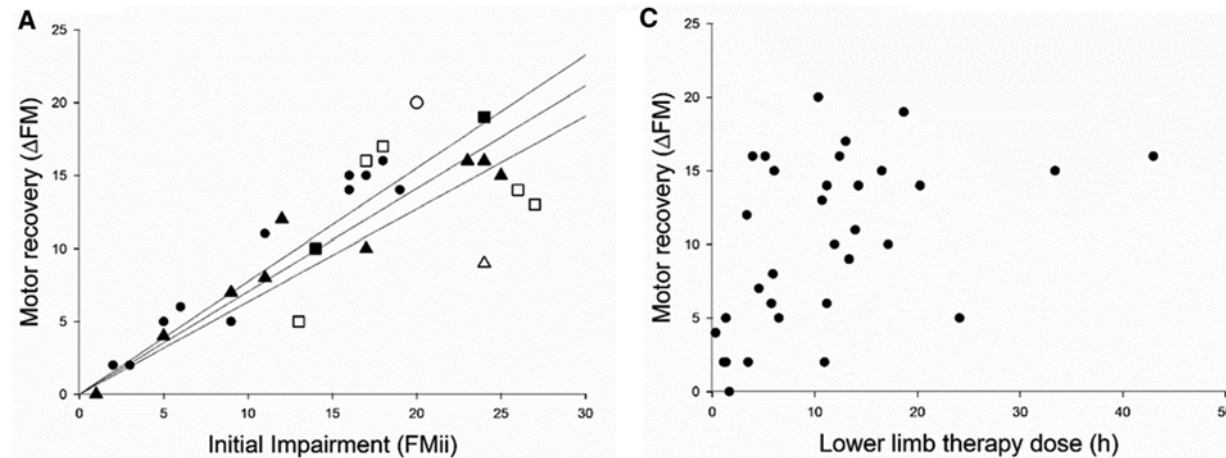 A
25
20
15
10
5
0
Motor recovery (ΔFM)
0 5 10 15 20 25 30
Initial Impairment (FMii)
C
25
20
15
10
5
0
Motor recovery (ΔFM)
0 10 20 30 40 50
Lower limb therapy dose (h)